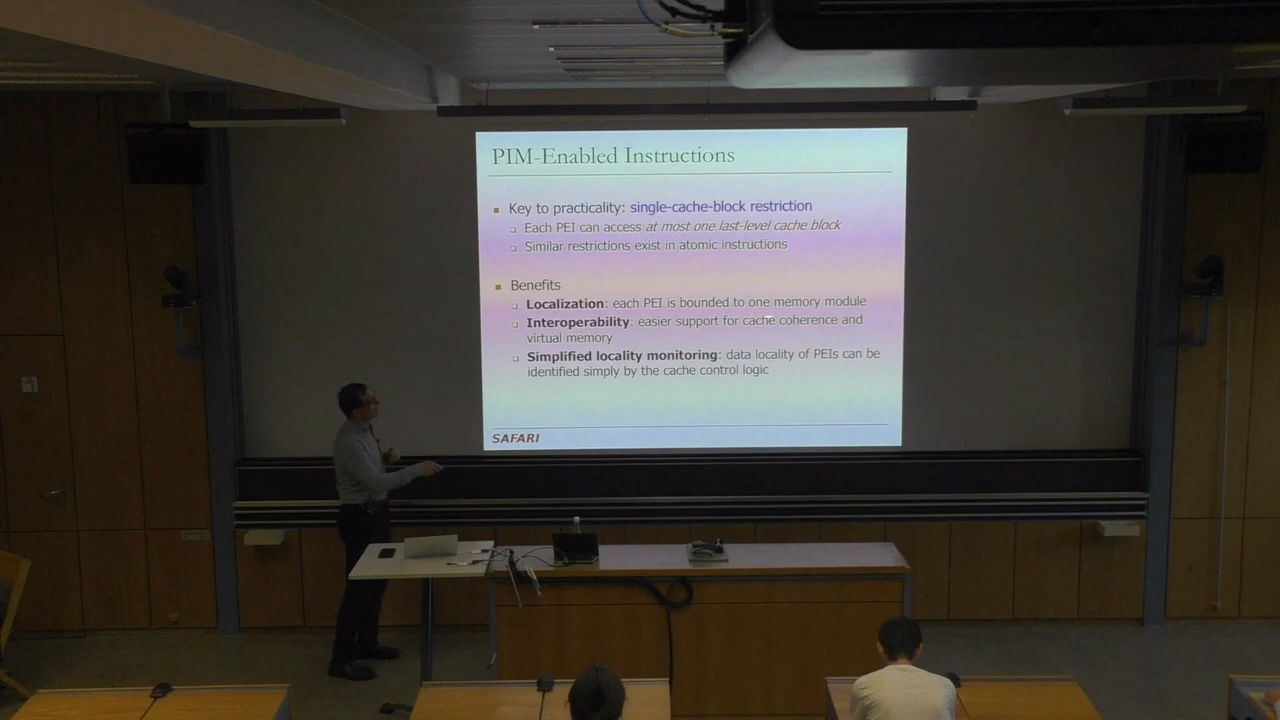 PIM-Enabled Instructions
Key to practicality: single-cache-block restriction
Each PEI can access at most one last-level cache block
Similar restrictions exist in atomic instructions
Benefits
Localization: each PEI is bounded to one memory module
Interoperability: easier support for cache coherence and
virtual memory
Simplified locality monitoring: data locality of PEIs can be
identified simply by the cache control logic
SAFARI